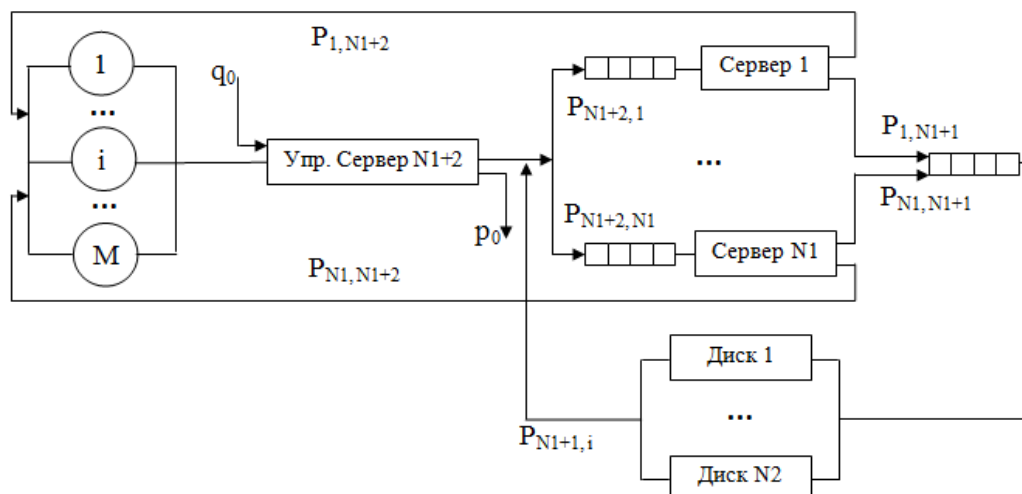 P1, N1+2
1
...
q0
i
...
M
Упр. Сервер N1+2
p0
PN1, N1+2
PN1+2, 1
Сервер 1
...
PN1+2, N1
Сервер N1
P1, N1+1
PN1, N1+1
Диск 1
...
PN1+1, i
Диск N2